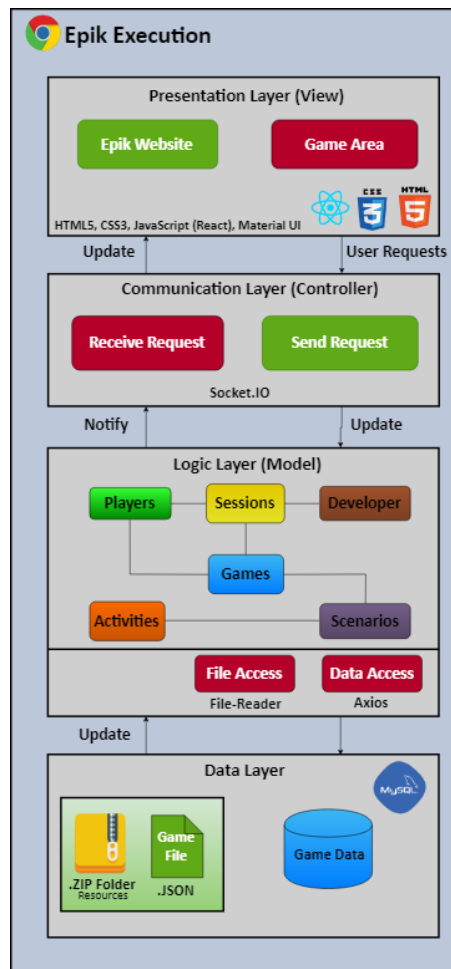 Epik Execution
Presentation Layer (View)
Epik Website
Game Area
CSS
3
HTML
5
HTML5, CSS3, JavaScript (React), Material UI
Update
User Requests
Communication Layer (Controller)
Receive Request
Send Request
Socket.IO
Notify
Update
Logic Layer (Model)
Players
Sessions
Developer
Games
Activities
Scenarios
File Access
Data Access
File-Reader
Axios
Update
Data Layer
MySQL
Game
File
Game Data
.ZIP Folder
Resources
.JSON